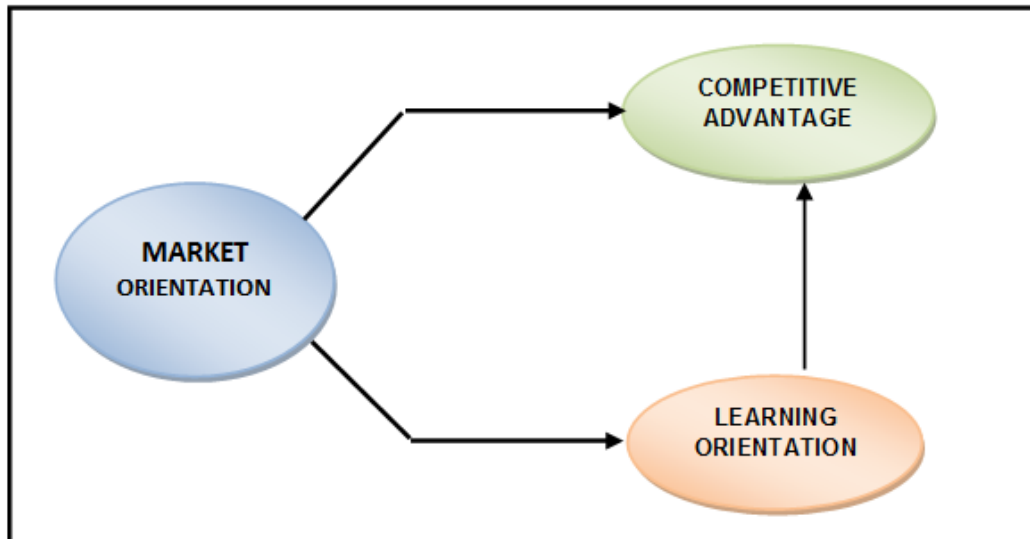 COMPETITIVE
ADVANTAGE
MARKET
ORIENTATION
LEARNING
ORIENTATION